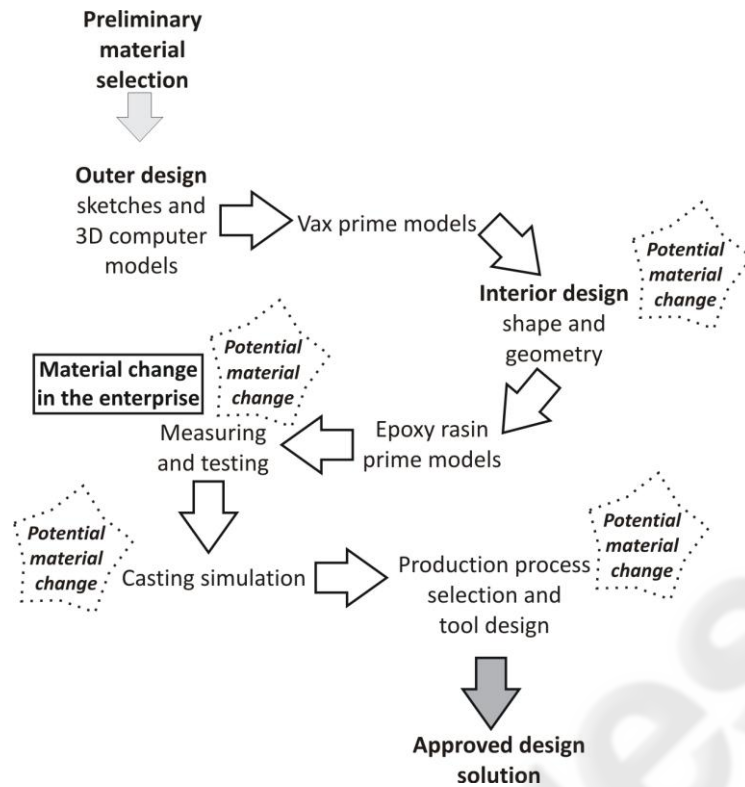 Preliminary
material
selection
Outer design
sketches and
3D computer
models
Vax prime models
Potential
material
change
Interior design
shape and
geometry
Material change
in the enterprise
Potential
material
change
Measuring
and testing
Epoxy rasin
prime models
Potential
material
change
Casting simulation
Production process
selection and
tool design
Potential
material
change
Approved design
solution